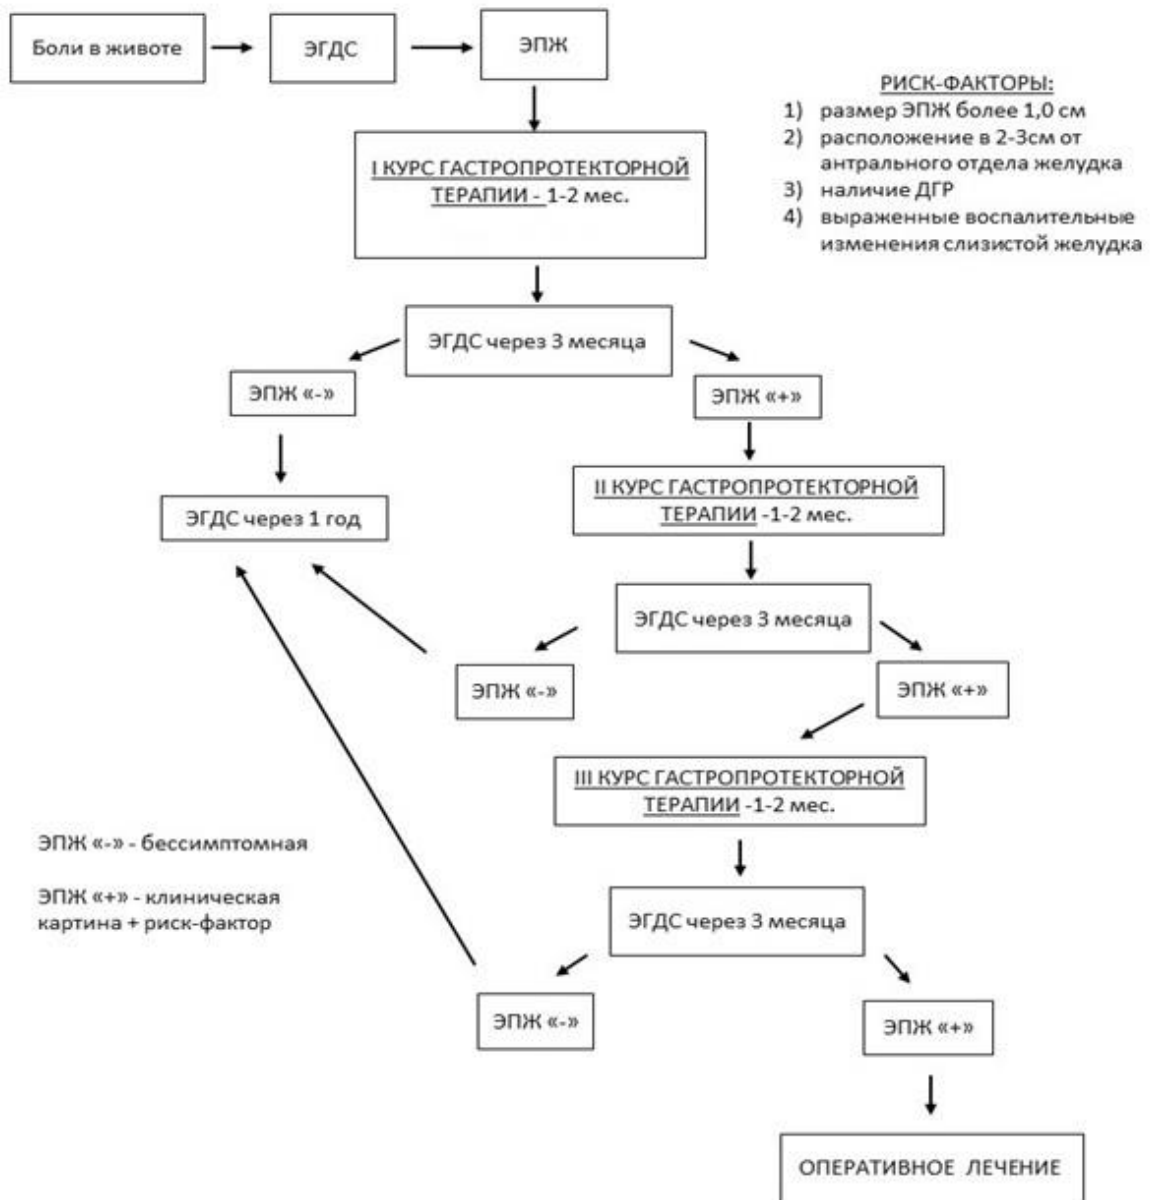 Боли в животе
ЭГДС
ЭПЖ
РИСК-ФАКТОРЫ:
1) размер ЭПЖ более 1,0 см
2) расположение в 2-3см от
антрального отдела желудка
3) наличие ДГР
4) выраженные воспалительные
изменения слизистой желудка
I КУРС ГАСТРОПРОТЕКТОРНОЙ
ТЕРАПИИ - 1-2 мес.
ЭГДС через 3 месяца
ЭПЖ «-»
ЭПЖ «+»
ЭГДС через 1 год
II КУРС ГАСТРОПРОТЕКТОРНОЙ
ТЕРАПИИ -1-2 мес.
ЭГДС через 3 месяца
ЭПЖ «-»
ЭПЖ «+»
III КУРС ГАСТРОПРОТЕКТОРНОЙ
ТЕРАПИИ -1-2 мес.
ЭПЖ «-» - бессимптомная
ЭПЖ «+» - клиническая
картина + риск-фактор
ЭГДС через 3 месяца
ЭПЖ «-»
ЭПЖ «+»
ОПЕРАТИВНОЕ ЛЕЧЕНИЕ